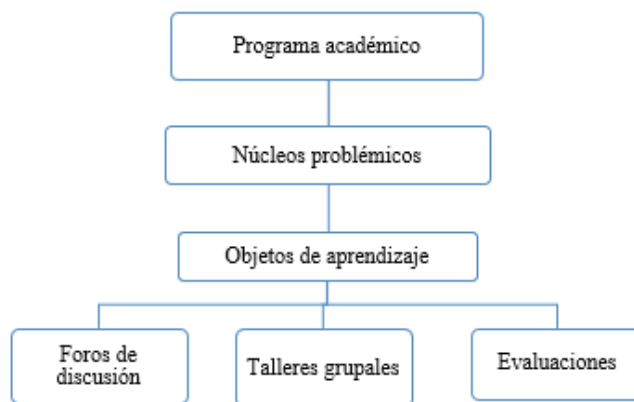 Programa académico
Núcleos problémicos
Objetos de aprendizaje
Foros de
discusión
Talleres grupales
Evaluaciones